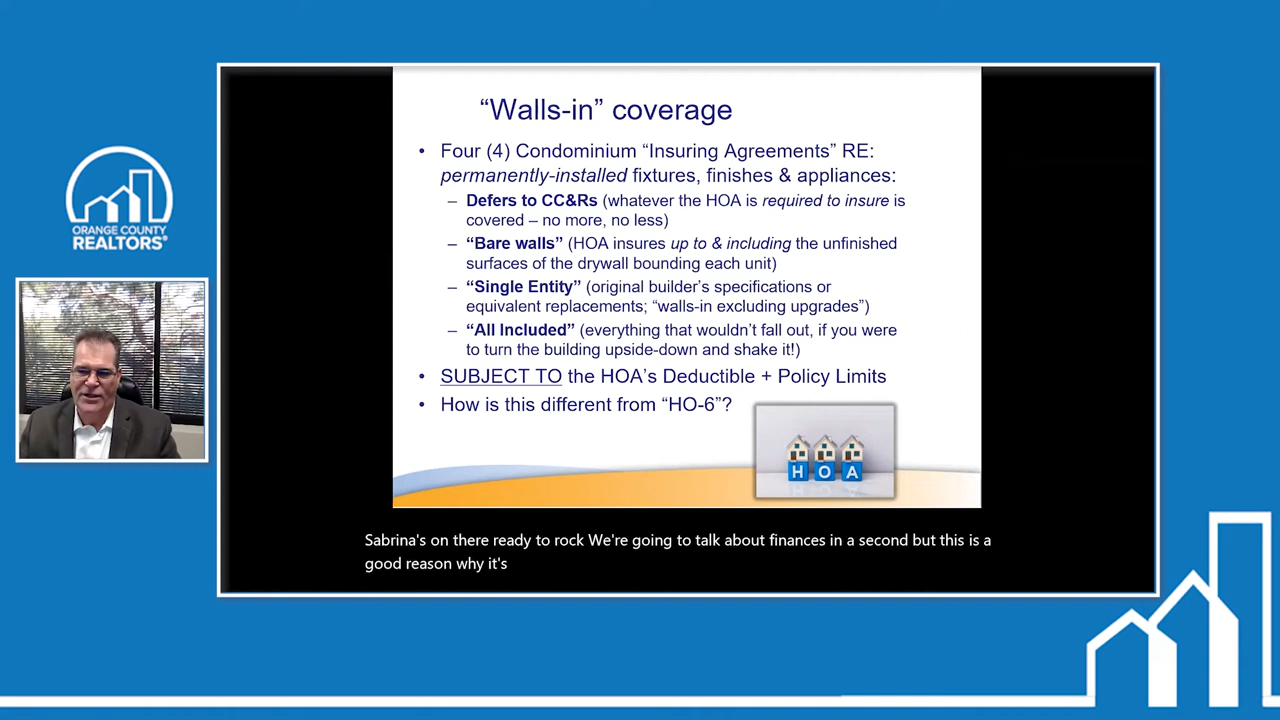 “Walls-in” coverage
• Four (4) Condominium “Insuring Agreements” RE:
permanently-installed fixtures, finishes & appliances:
– Defers to CC&Rs (whatever the HOA is required to insure is
covered – no more, no less)
– “Bare walls” (HOA insures up to & including the unfinished
surfaces of the drywall bounding each unit)
– “Single Entity” (original builder’s specifications or
equivalent replacements; “walls-in excluding upgrades”)
– “All Included” (everything that wouldn’t fall out, if you were
to turn the building upside-down and shake it!)
• SUBJECT TO the HOA’s Deductible + Policy Limits
• How is this different from “HO-6”?
HOA
ORANGE COUNTY
REALTORS®
Sabrina's on there ready to rock We're going to talk about finances in a second but this is a
good reason why it's